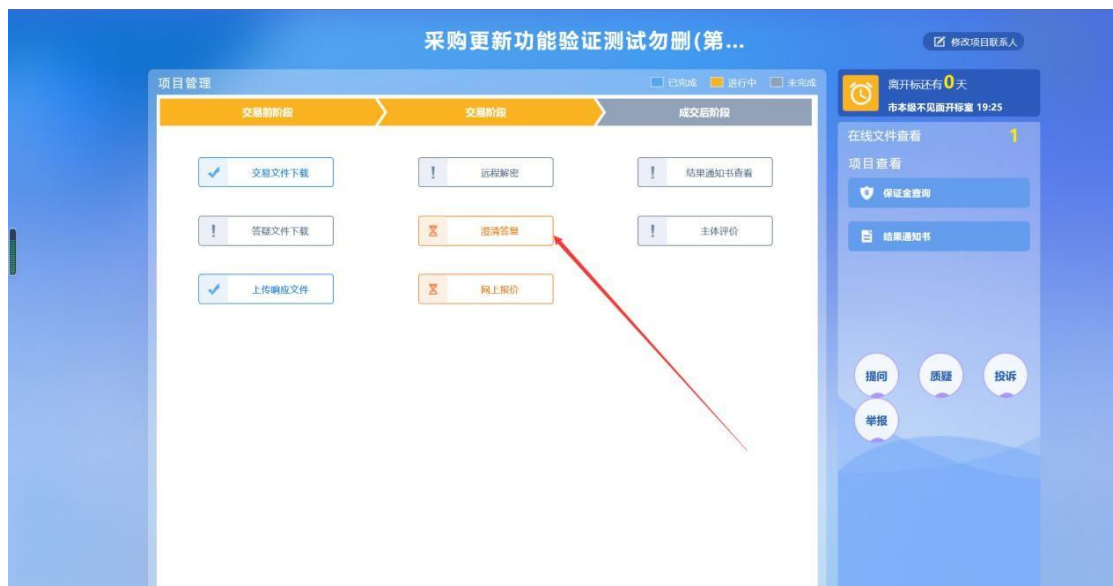 采购更新功能验证测试勿删(第...
修改项目联系人
项目管理
已完成 进行中 未完成
交易前阶段 交易阶段 成交后阶段
交易文件下载 远程解密 结果通知书查看
答疑文件下载 澄清答复 主体评价
上传响应文件 网上报价
离开标还有0天
市本级不见面开标室 19:25
在线文件查看 1
项目查看
保证金查询
结果通知书
提问 质疑 投诉
举报